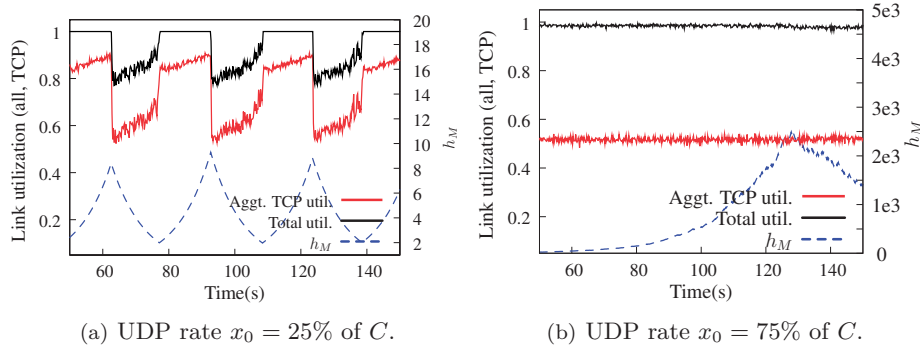 Link utilization (all, TCP)
1
0.8
0.6
0.4
0.2
20
18
16
14
12
10
8
6
4
2
h_M
Aggt. TCP util.
Total util.
h_M
60 80 100 120 140
Time(s)
(a) UDP rate x_0 = 25% of C.
Link utilization (all, TCP)
1
0.8
0.6
0.4
0.2
5e3
4e3
3e3
2e3
1e3
0
h_M
Aggt. TCP util.
Total util.
h_M
60 80 100 120 140
Time(s)
(b) UDP rate x_0 = 75% of C.